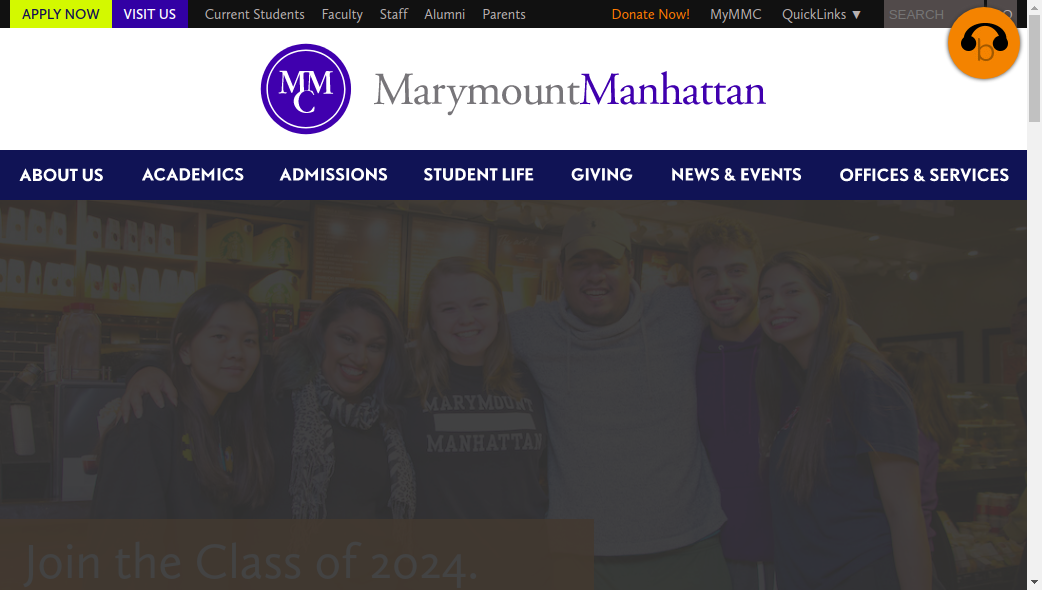 APPLY NOW VISIT US Current Students Faculty Staff Alumni Parents Donate Now! MyMMC QuickLinks ▼ SEARCH
MMC
MarymountManhattan
ABOUT US ACADEMICS ADMISSIONS STUDENT LIFE GIVING NEWS & EVENTS OFFICES & SERVICES
MARYMOUNT
MANHATTAN
Join the Class of 2024.